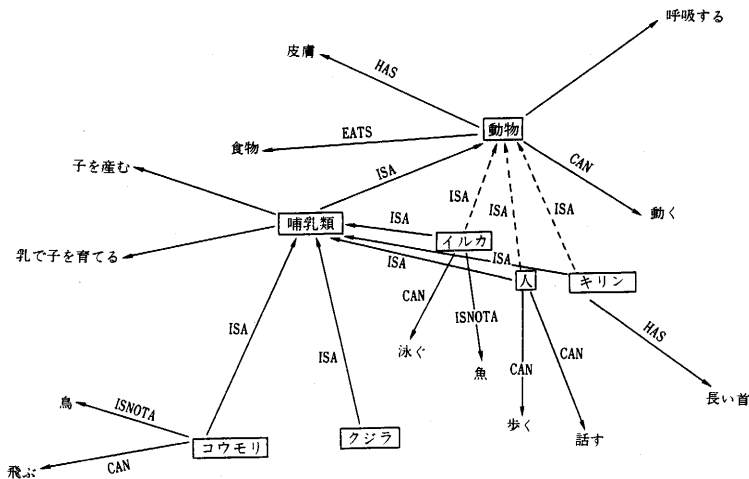 呼吸する
皮膚
HAS
動物
EATS
食物
CAN
子を産む
ISA
ISA
ISA
ISA
動く
哺乳類
ISA
イルカ
乳で子を育てる
ISA
ISA
人
キリン
CAN
ISNOTA
ISA
HAS
泳ぐ
ISA
魚
CAN
CAN
長い首
鳥
ISNOTA
歩く
話す
コウモリ
クジラ
飛ぶ
CAN